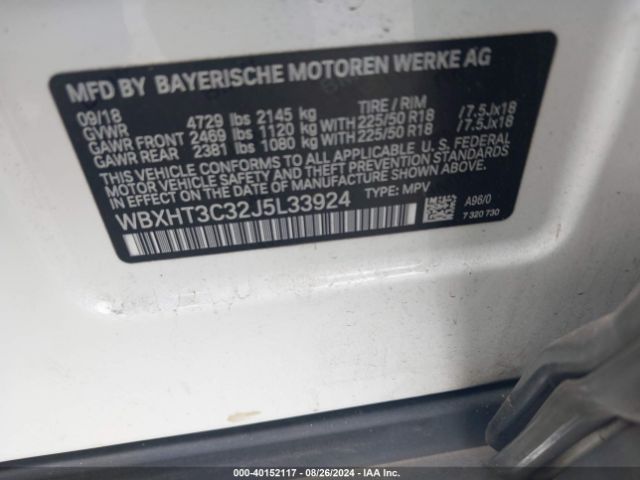 MFD BY BAYERISCHE MOTOREN WERKE AG
09/18 TIRE / RIM
GVWR 4729 lbs 2145 kg
GAWR FRONT 2469 lbs 1120 kg WITH 225/50 R18 /7.5Jx18
GAWR REAR 2381 lbs 1080 kg WITH 225/50 R18 /7.5Jx18
THIS VEHICLE CONFORMS TO ALL APPLICABLE U. S. FEDERAL
MOTOR VEHICLE SAFETY, BUMPER, AND THEFT PREVENTION STANDARDS
IN EFFECT ON THE DATE OF MANUFACTURE SHOWN ABOVE.
WBXHT3C32J5L33924 TYPE: MPV
A96/0
7 320 730
000-40152117 - 08/26/2024 - IAA Inc.